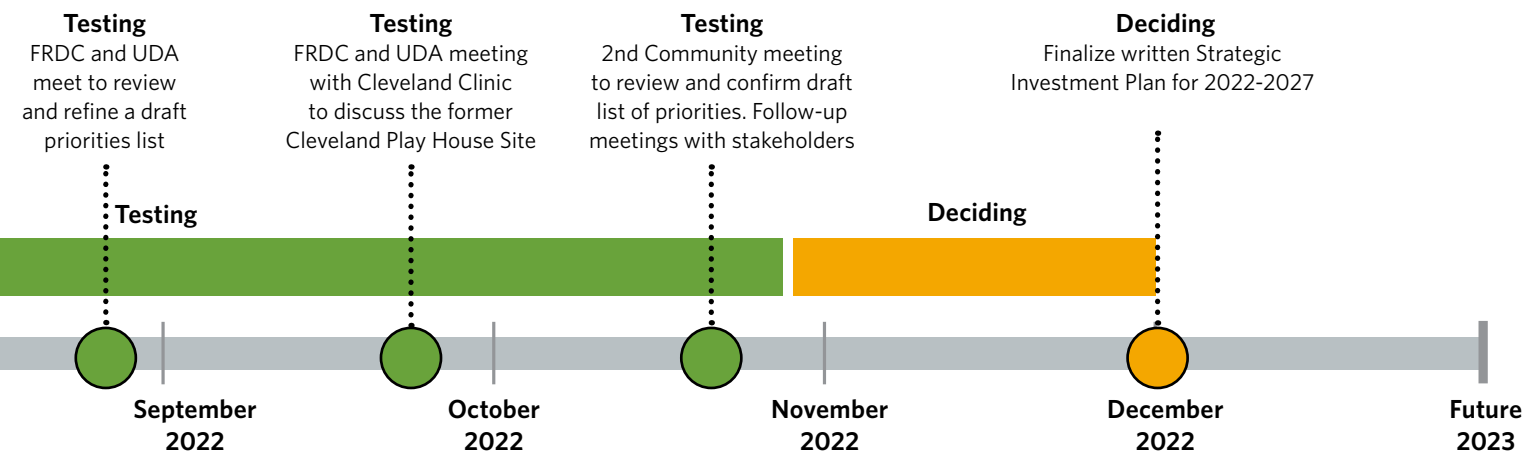 Testing
FRDC and UDA
meet to review
and refine a draft
priorities list
Testing
FRDC and UDA meeting
with Cleveland Clinic
to discuss the former
Cleveland Play House Site
Testing
2nd Community meeting
to review and confirm draft
list of priorities. Follow-up
meetings with stakeholders
Deciding
Finalize written Strategic
Investment Plan for 2022-2027
Testing
Deciding
September
2022
October
2022
November
2022
December
2022
Future
2023